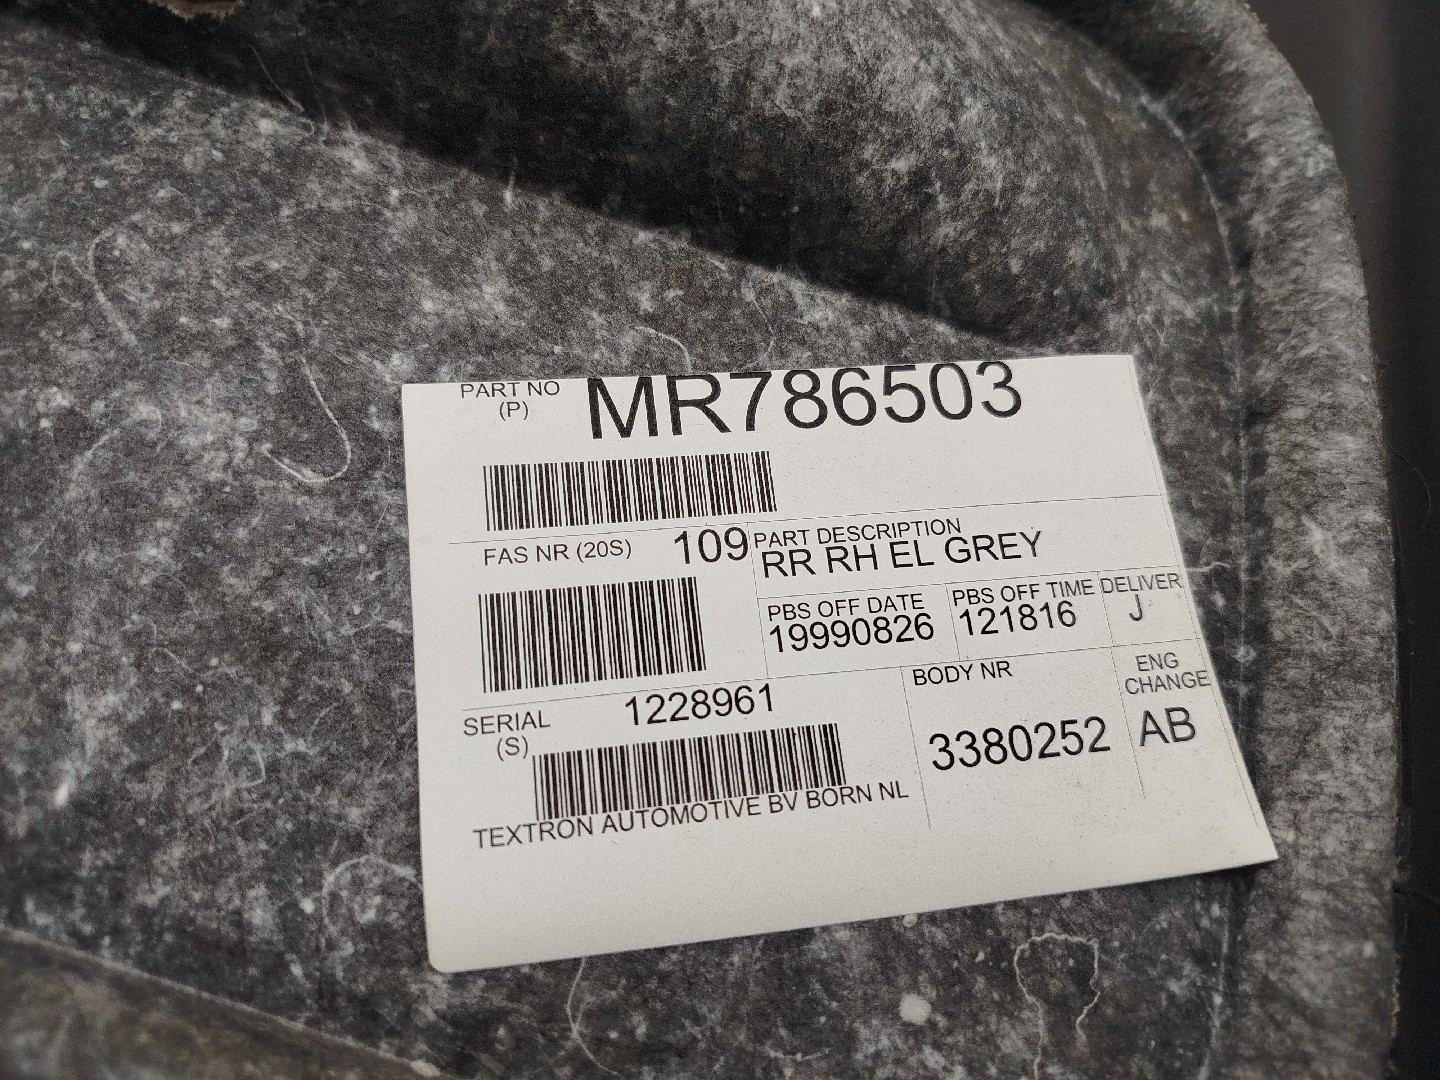 PART NO
(P)
MR786503
FAS NR (20S)
109
PART DESCRIPTION
RR RH EL GREY
PBS OFF DATE
19990826
PBS OFF TIME
121816
DELIVER
J
SERIAL
(S)
1228961
BODY NR
3380252
ENG
CHANGE
AB
TEXTRON AUTOMOTIVE BV BORN NL